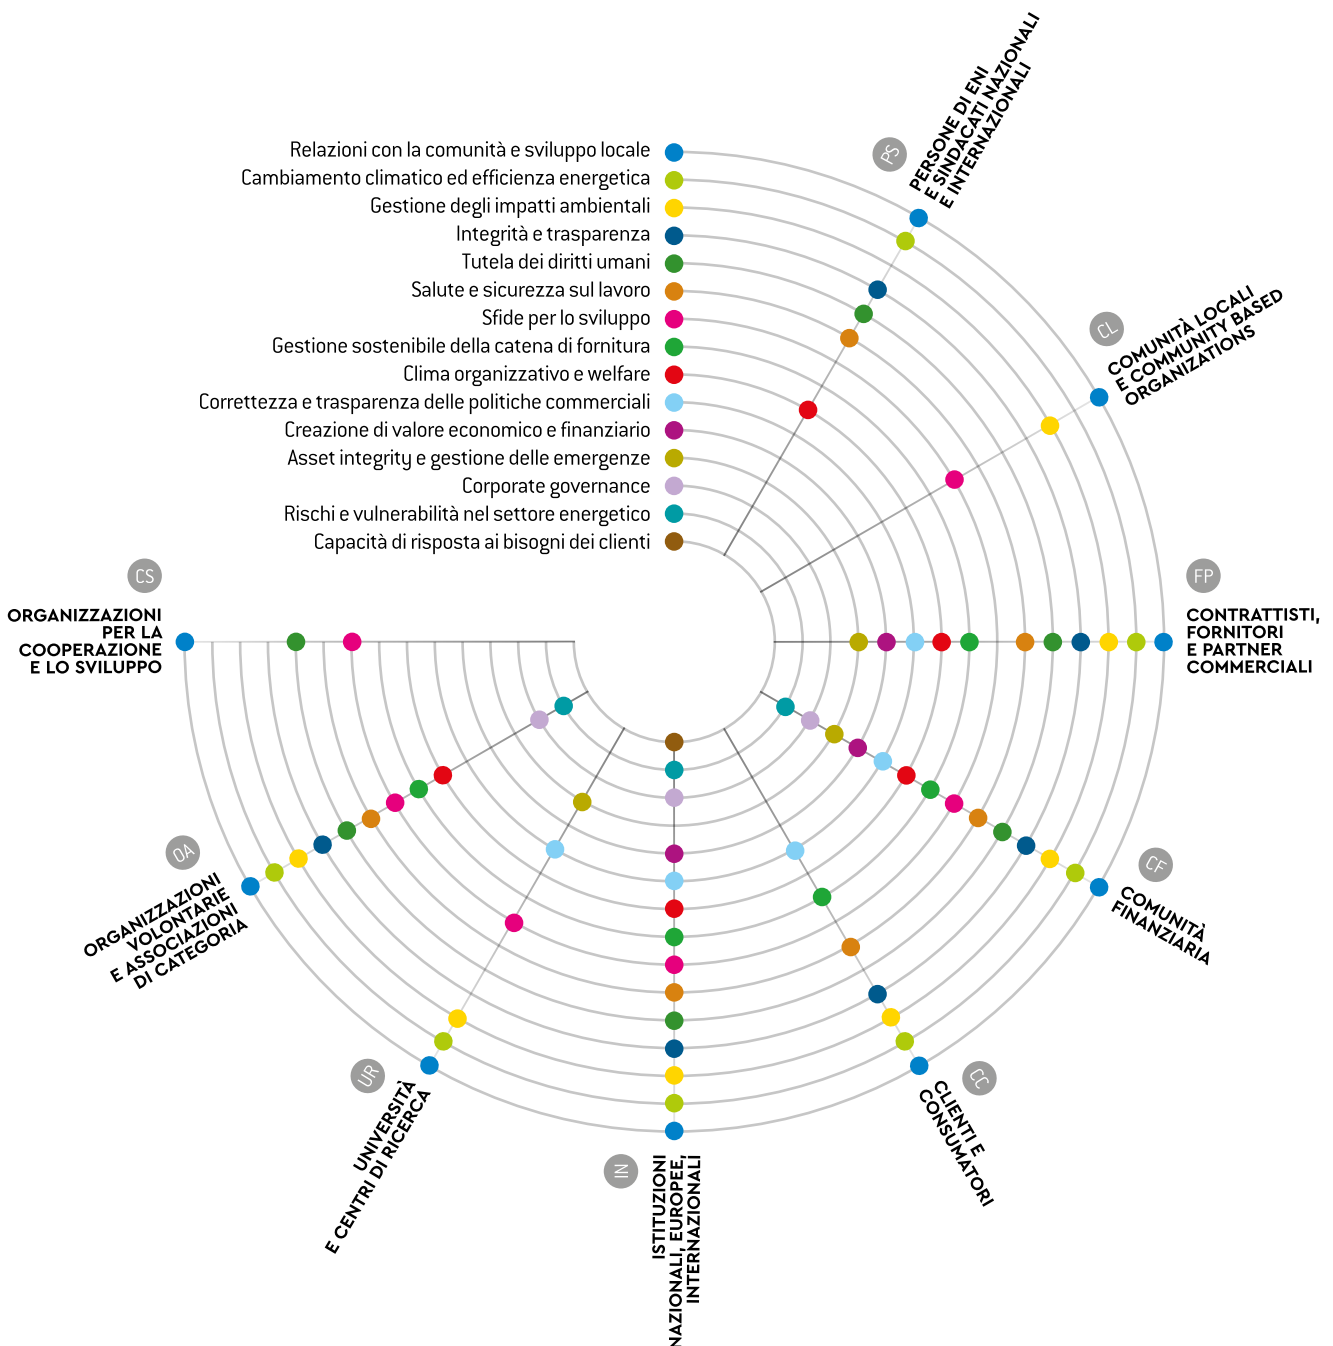 Relazioni con la comunità e sviluppo locale
Cambiamento climatico ed efficienza energetica
Gestione degli impatti ambientali
Integrità e trasparenza
Tutela dei diritti umani
Salute e sicurezza sul lavoro
Sfide per lo sviluppo
Gestione sostenibile della catena di fornitura
Clima organizzativo e welfare
Correttezza e trasparenza delle politiche commerciali
Creazione di valore economico e finanziario
Asset integrity e gestione delle emergenze
Corporate governance
Rischi e vulnerabilità nel settore energetico
Capacità di risposta ai bisogni dei clienti
PS
PERSONE DI ENI
E SINDACATI NAZIONALI
E INTERNAZIONALI
CL
COMUNITÀ LOCALI
E COMMUNITY BASED
ORGANIZATIONS
FP
CONTRATTISTI,
FORNITORI
E PARTNER
COMMERCIALI
CF
COMUNITÀ
FINANZIARIA
CC
CLIENTI E
CONSUMATORI
IN
ISTITUZIONI
NAZIONALI, EUROPEE,
INTERNAZIONALI
UR
UNIVERSITÀ
E CENTRI DI RICERCA
OA
ORGANIZZAZIONI
VOLONTARIE
E ASSOCIAZIONI
DI CATEGORIA
CS
ORGANIZZAZIONI
PER LA
COOPERAZIONE
E LO SVILUPPO